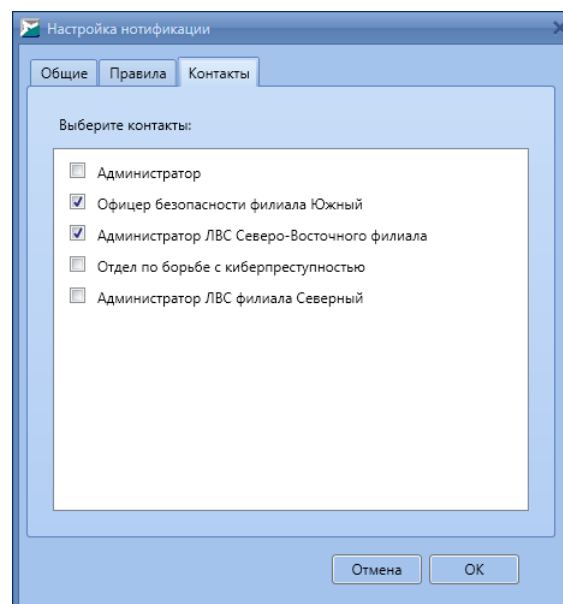 Настройка нотификации
Общие Правила Контакты
Выберите контакты:
Администратор
Офицер безопасности филиала Южный
Администратор ЛВС Северо-Восточного филиала
Отдел по борьбе с киберпреступностью
Администратор ЛВС филиала Северный
Отмена ОК